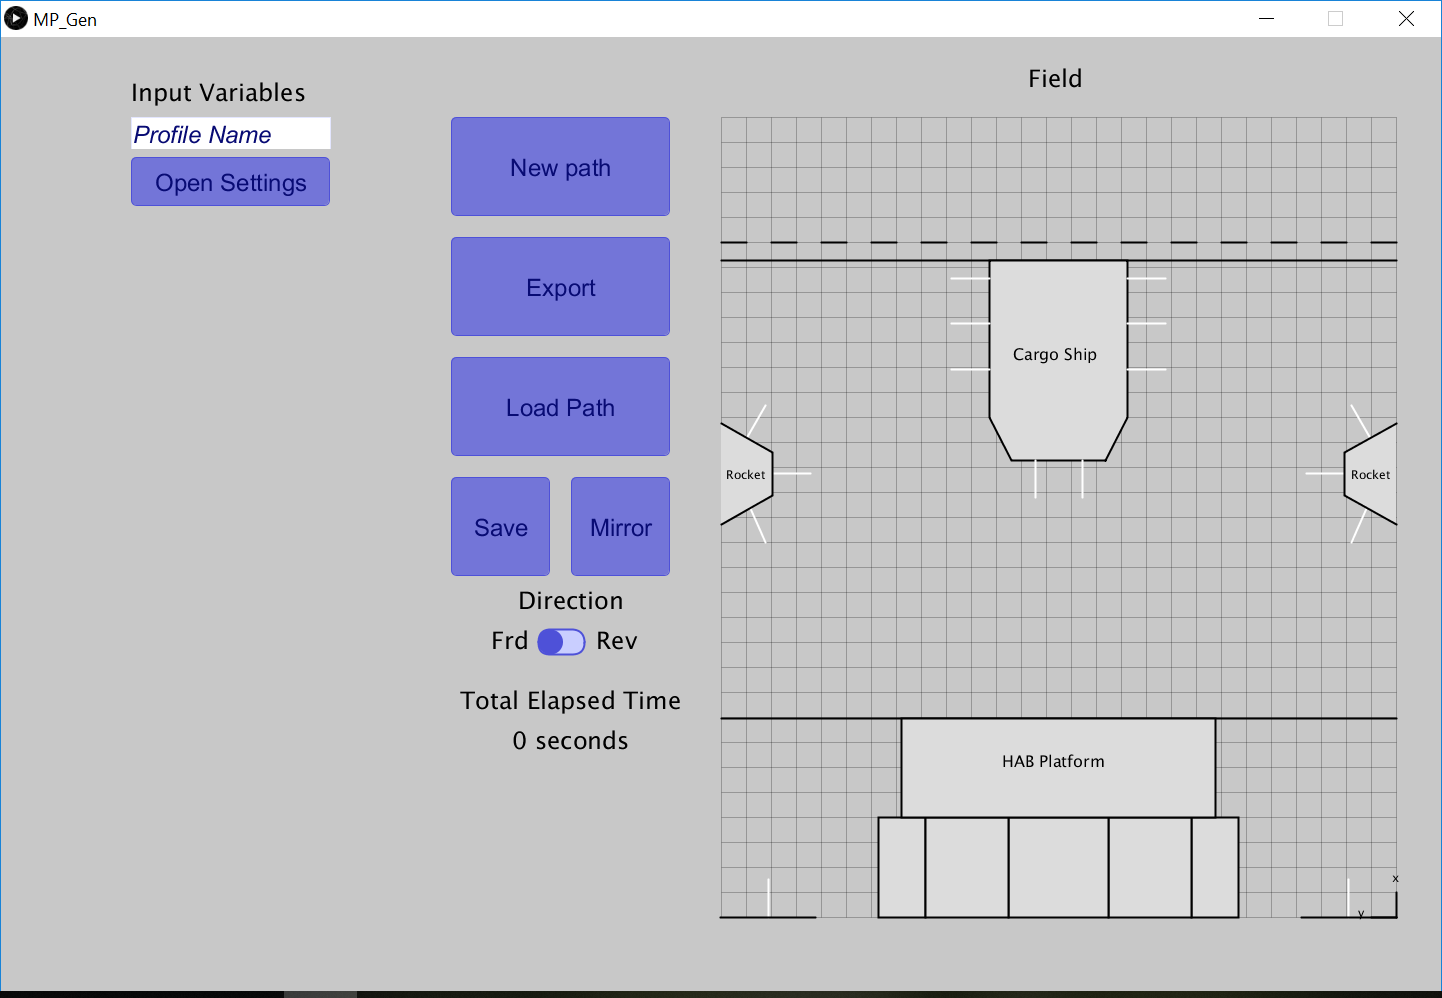 MP_Gen
Input Variables
Profile Name
Open Settings
New path
Export
Load Path
Save
Mirror
Direction
Frd
Rev
Total Elapsed Time
0 seconds
Field
Cargo Ship
Rocket
Rocket
HAB Platform
x
y